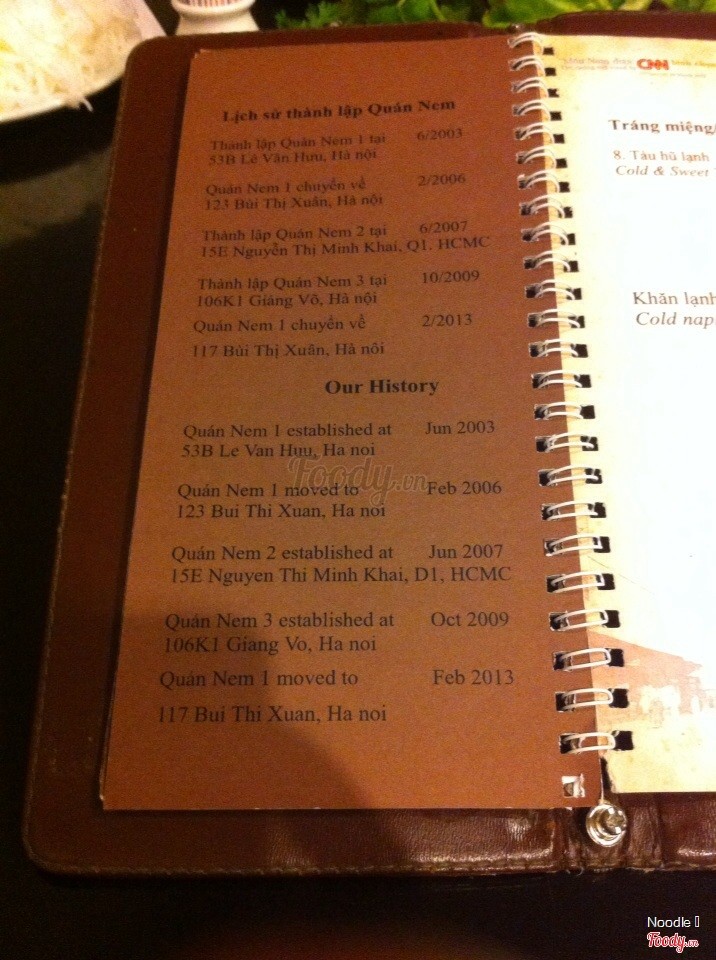 Lịch sử thành lập Quán Nem
Thành lập Quán Nem 1 tại 6/2003
53B Lê Văn Hưu, Hà nội
Quán Nem 1 chuyển về 2/2006
123 Bùi Thị Xuân, Hà nội
Thành lập Quán Nem 2 tại 6/2007
15E Nguyễn Thị Minh Khai, Q1. HCMC
Thành lập Quán Nem 3 tại 10/2009
106K1 Giảng Võ, Hà nội
Quán Nem 1 chuyển về 2/2013
117 Bùi Thị Xuân, Hà nôi
Our History
Quán Nem 1 established at Jun 2003
53B Le Van Huu, Ha noi
Quán Nem 1 moved to Feb 2006
123 Bui Thi Xuan, Ha noi
Quán Nem 2 established at Jun 2007
15E Nguyen Thi Minh Khai, D1, HCMC
Quán Nem 3 established at Oct 2009
106K1 Giang Vo, Ha noi
Quán Nem 1 moved to Feb 2013
117 Bui Thi Xuan, Ha noi
CNN
Tráng miệng/
8. Tàu hũ lạnh
Cold & Sweet
Khăn lạnh
Cold nap
Foody.vn
Noodle
Foody.vn